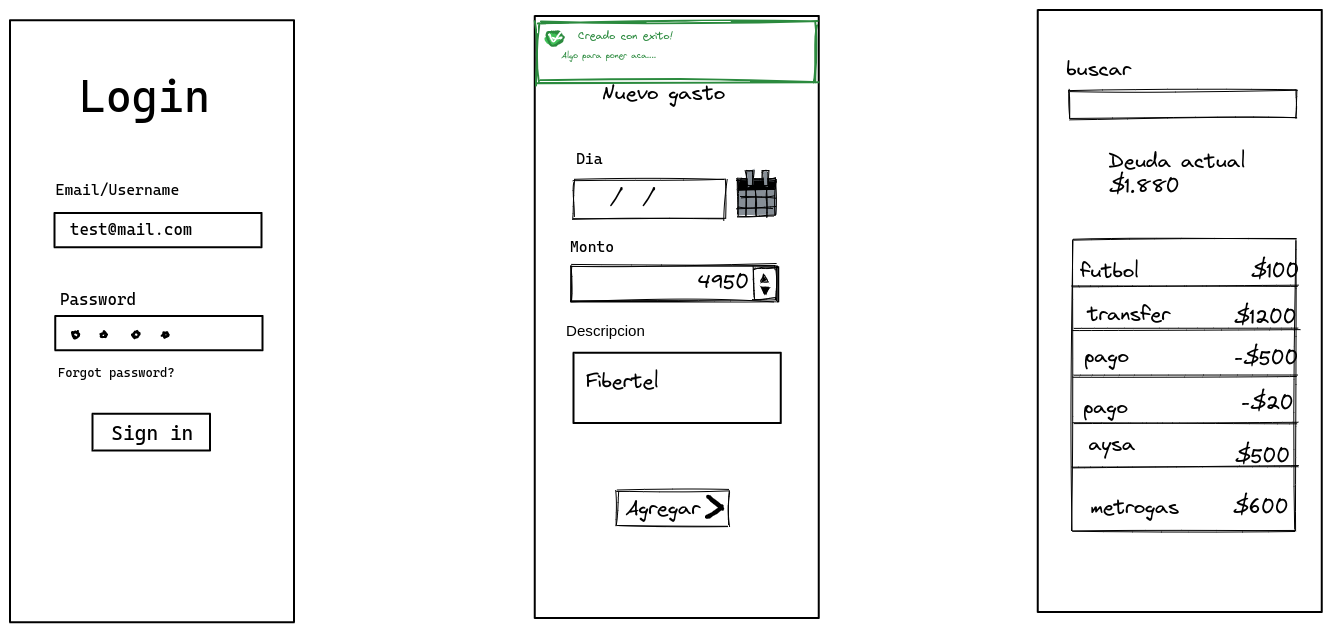 Login
Email/Username
test@mail.com
Password
Forgot password?
Sign in
Creado con exito!
Algo para poner aca....
Nuevo gasto
Dia
/ /
Monto
4950
Descripcion
Fibertel
Agregar
buscar
Deuda actual
$1.880
futbol $100
transfer $1200
pago -$500
pago -$20
aysa $500
metrogas $600